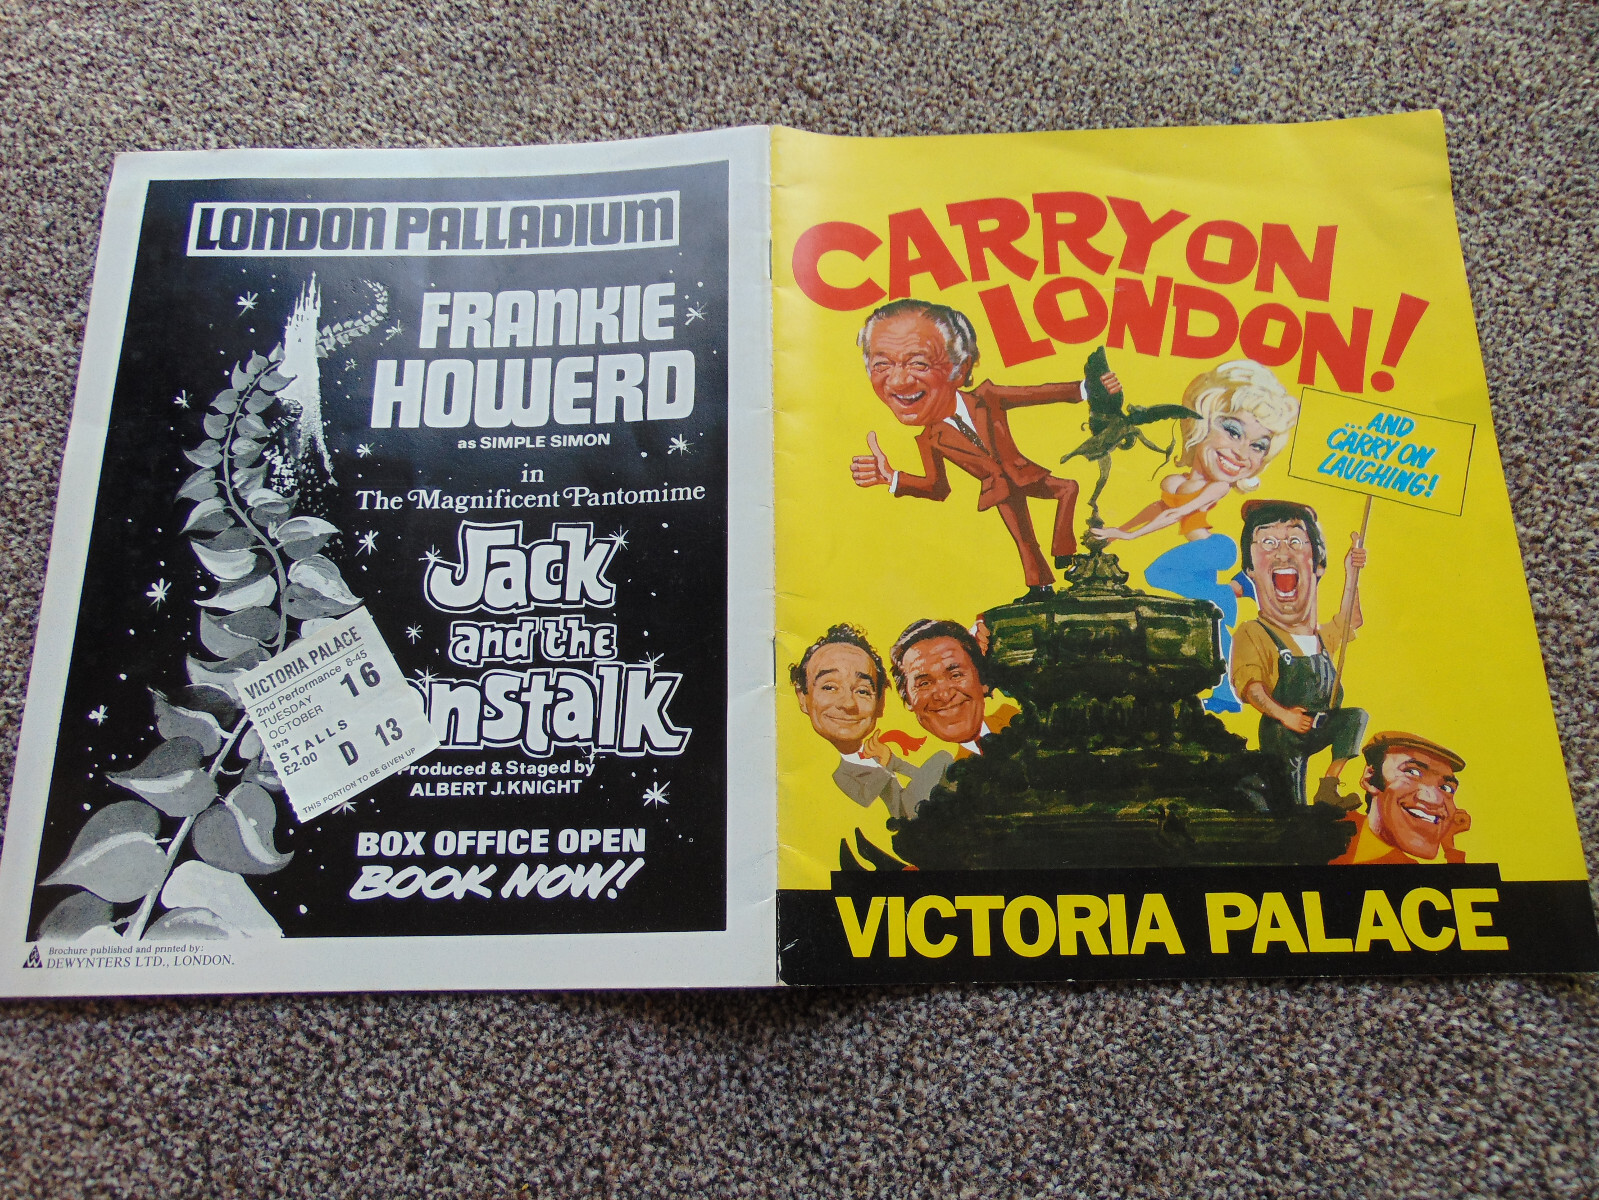 LONDON PALLADIUM
FRANKIE
HOWERD
as SIMPLE SIMON
in
The Magnificent Pantomime
Jack
and the
nstalk
Produced & Staged by
ALBERT J. KNIGHT
BOX OFFICE OPEN
BOOK NOW!
Brochure published and printed by:
DEWYNTERS LTD., LONDON.
VICTORIA PALACE
2nd Performance 8-45
TUESDAY 16
OCTOBER
1973
STALLS
£2·00 D 13
THIS PORTION TO BE GIVEN UP
CARRY ON
LONDON!
...AND
CARRY ON
LAUGHING!
VICTORIA PALACE